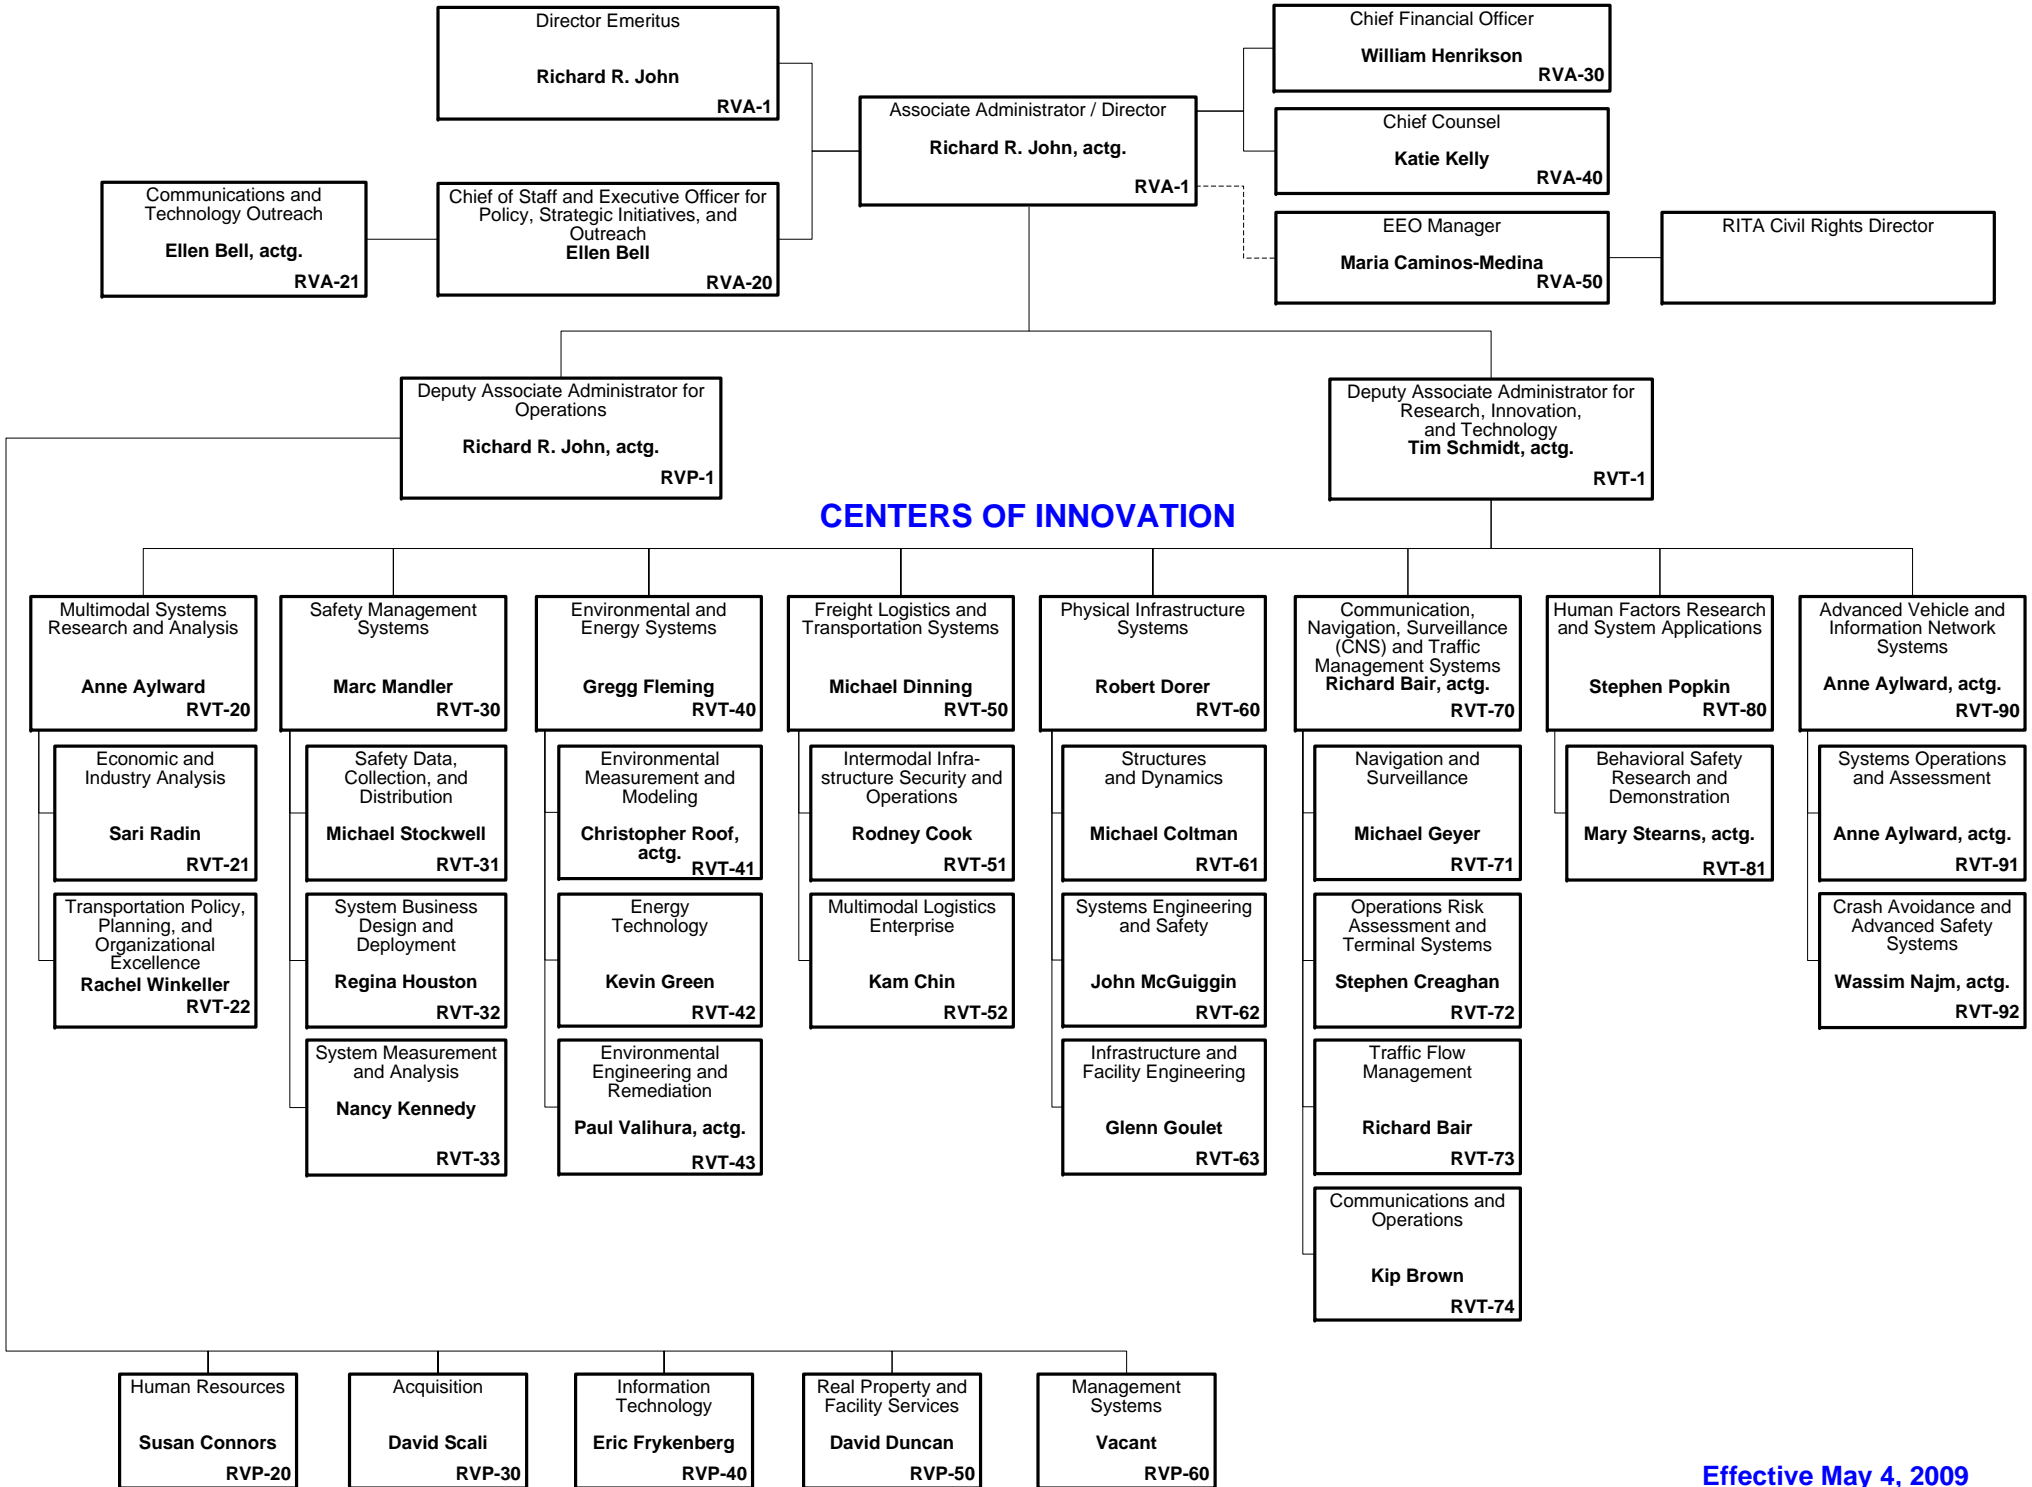 Director Emeritus
Richard R. John
RVA-1
Chief Financial Officer
William Henrikson
RVA-30
Associate Administrator / Director
Richard R. John, actg.
RVA-1
Chief Counsel
Katie Kelly
RVA-40
Communications and
Technology Outreach
Ellen Bell, actg.
RVA-21
Chief of Staff and Executive Officer for
Policy, Strategic Initiatives, and
Outreach
Ellen Bell
RVA-20
EEO Manager
Maria Caminos-Medina
RVA-50
RITA Civil Rights Director
Deputy Associate Administrator for
Operations
Richard R. John, actg.
RVP-1
Deputy Associate Administrator for
Research, Innovation,
and Technology
Tim Schmidt, actg.
RVT-1
CENTERS OF INNOVATION
Multimodal Systems
Research and Analysis
Anne Aylward
RVT-20
Safety Management
Systems
Marc Mandler
RVT-30
Environmental and
Energy Systems
Gregg Fleming
RVT-40
Freight Logistics and
Transportation Systems
Michael Dinning
RVT-50
Physical Infrastructure
Systems
Robert Dorer
RVT-60
Communication,
Navigation, Surveillance
(CNS) and Traffic
Management Systems
Richard Bair, actg.
RVT-70
Human Factors Research
and System Applications
Stephen Popkin
RVT-80
Advanced Vehicle and
Information Network
Systems
Anne Aylward, actg.
RVT-90
Economic and
Industry Analysis
Sari Radin
RVT-21
Safety Data,
Collection, and
Distribution
Michael Stockwell
RVT-31
Environmental
Measurement and
Modeling
Christopher Roof,
actg.
RVT-41
Intermodal Infra-
structure Security and
Operations
Rodney Cook
RVT-51
Structures
and Dynamics
Michael Coltman
RVT-61
Navigation and
Surveillance
Michael Geyer
RVT-71
Behavioral Safety
Research and
Demonstration
Mary Stearns, actg.
RVT-81
Systems Operations
and Assessment
Anne Aylward, actg.
RVT-91
Transportation Policy,
Planning, and
Organizational
Excellence
Rachel Winkeller
RVT-22
System Business
Design and
Deployment
Regina Houston
RVT-32
Energy
Technology
Kevin Green
RVT-42
Multimodal Logistics
Enterprise
Kam Chin
RVT-52
Systems Engineering
and Safety
John McGuiggin
RVT-62
Operations Risk
Assessment and
Terminal Systems
Stephen Creaghan
RVT-72
Crash Avoidance and
Advanced Safety
Systems
Wassim Najm, actg.
RVT-92
System Measurement
and Analysis
Nancy Kennedy
RVT-33
Environmental
Engineering and
Remediation
Paul Valihura, actg.
RVT-43
Infrastructure and
Facility Engineering
Glenn Goulet
RVT-63
Traffic Flow
Management
Richard Bair
RVT-73
Communications and
Operations
Kip Brown
RVT-74
Human Resources
Susan Connors
RVP-20
Acquisition
David Scali
RVP-30
Information
Technology
Eric Frykenberg
RVP-40
Real Property and
Facility Services
David Duncan
RVP-50
Management
Systems
Vacant
RVP-60
Effective May 4, 2009